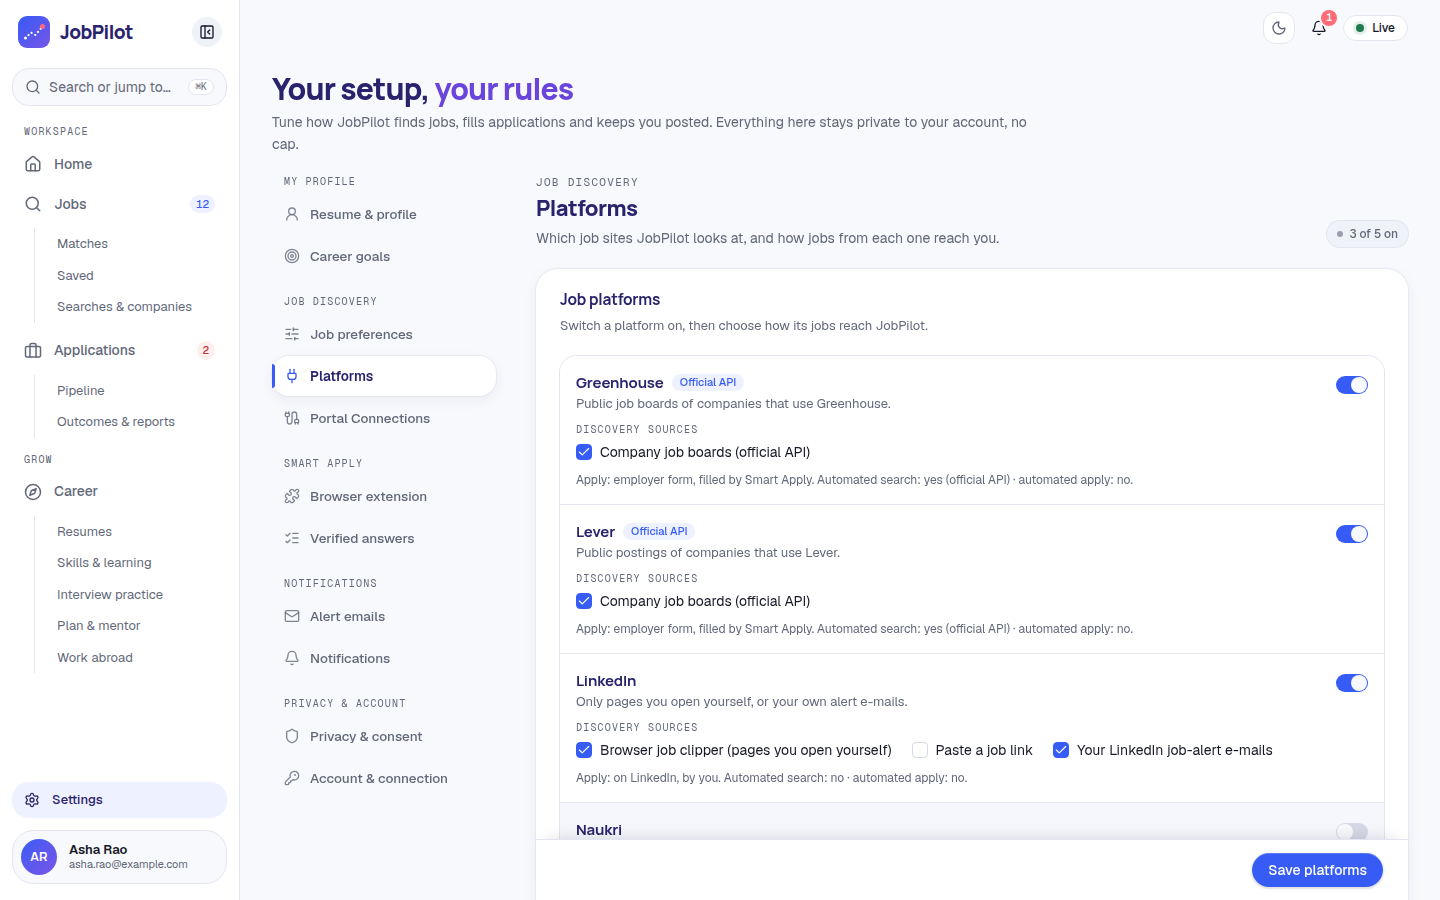 JobPilot
Search or jump to... ⌘K
WORKSPACE
Home
Jobs 12
Matches
Saved
Searches & companies
Applications 2
Pipeline
Outcomes & reports
GROW
Career
Resumes
Skills & learning
Interview practice
Plan & mentor
Work abroad
Settings
AR
Asha Rao
asha.rao@example.com
1
Live
Your setup, your rules
Tune how JobPilot finds jobs, fills applications and keeps you posted. Everything here stays private to your account, no
cap.
MY PROFILE
Resume & profile
Career goals
JOB DISCOVERY
Job preferences
Platforms
Portal Connections
SMART APPLY
Browser extension
Verified answers
NOTIFICATIONS
Alert emails
Notifications
PRIVACY & ACCOUNT
Privacy & consent
Account & connection
JOB DISCOVERY
Platforms
Which job sites JobPilot looks at, and how jobs from each one reach you.
3 of 5 on
Job platforms
Switch a platform on, then choose how its jobs reach JobPilot.
Greenhouse Official API
Public job boards of companies that use Greenhouse.
DISCOVERY SOURCES
Company job boards (official API)
Apply: employer form, filled by Smart Apply. Automated search: yes (official API) · automated apply: no.
Lever Official API
Public postings of companies that use Lever.
DISCOVERY SOURCES
Company job boards (official API)
Apply: employer form, filled by Smart Apply. Automated search: yes (official API) · automated apply: no.
LinkedIn
Only pages you open yourself, or your own alert e-mails.
DISCOVERY SOURCES
Browser job clipper (pages you open yourself) Paste a job link Your LinkedIn job-alert e-mails
Apply: on LinkedIn, by you. Automated search: no · automated apply: no.
Naukri
Save platforms